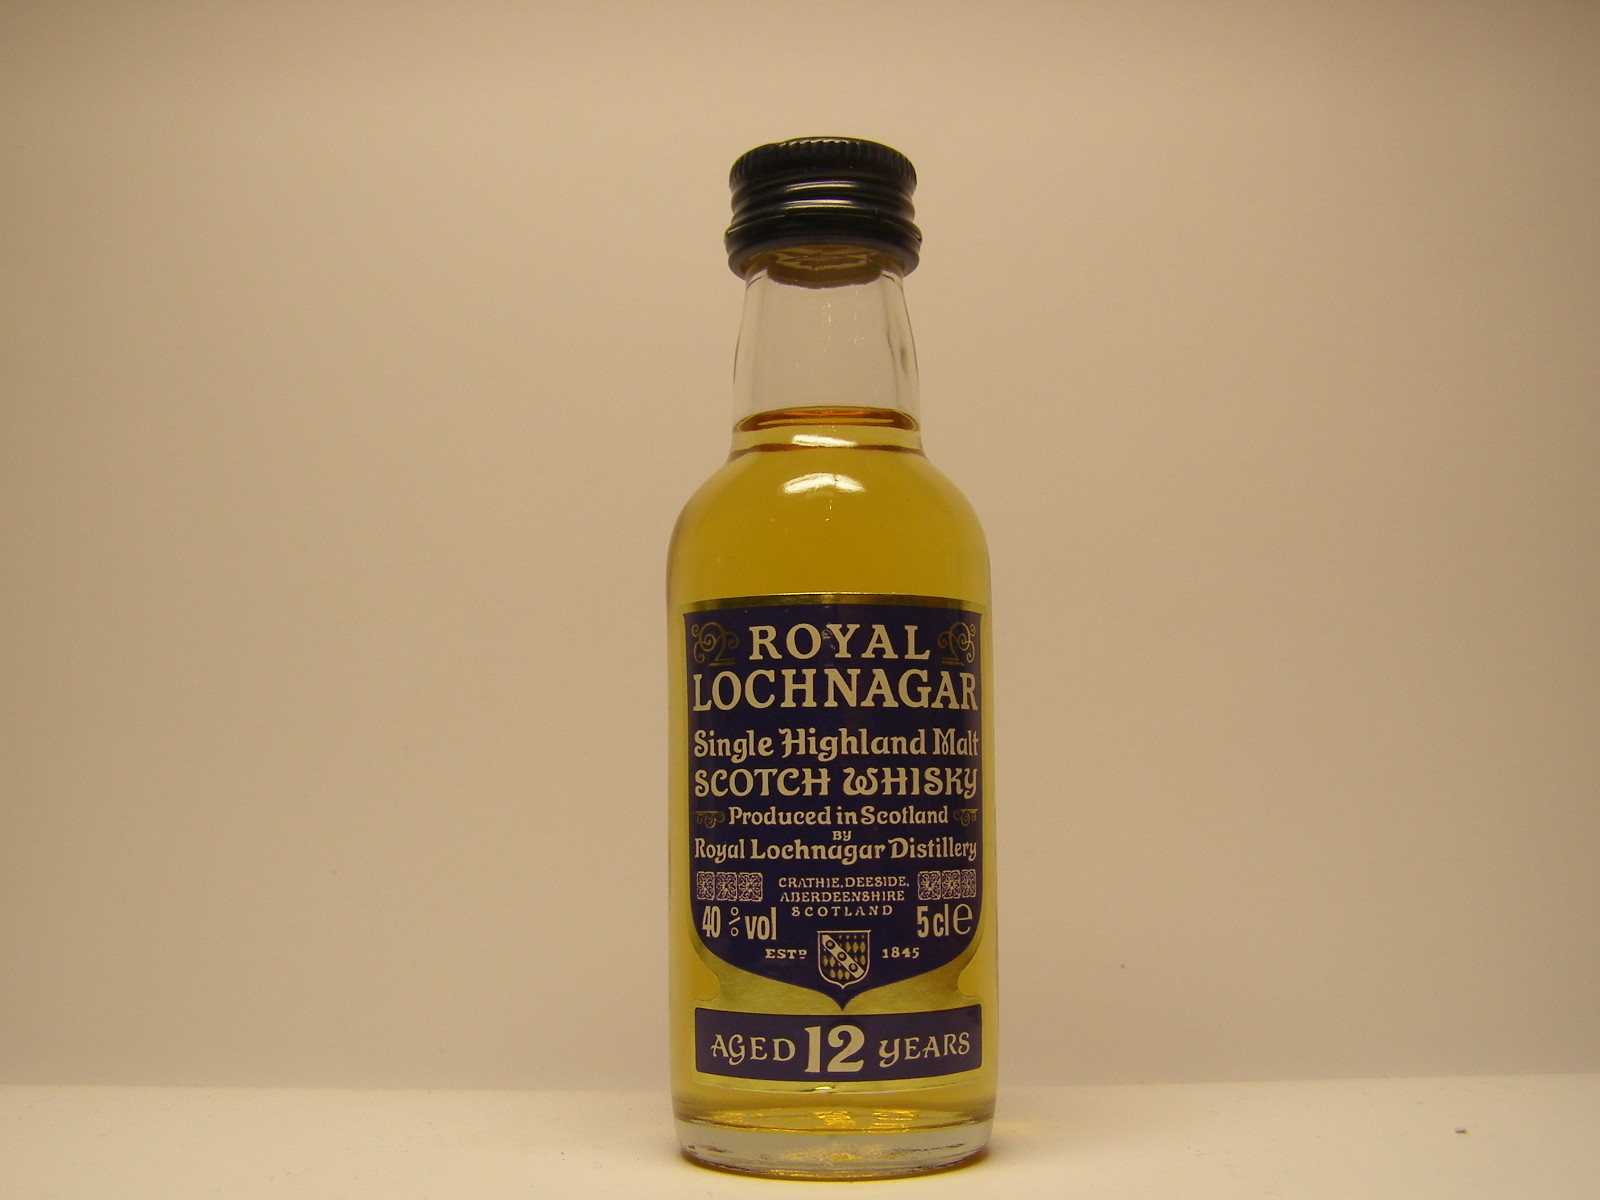 ROYAL
LOCHNAGAR
Single Highland Malt
SCOTCH WHISKY
Produced in Scotland
BY
Royal Lochnagar Distillery
CRATHIE, DEESIDE,
ABERDEENSHIRE
SCOTLAND
40 % vol 5 cl e
ESTD 1845
AGED 12 YEARS